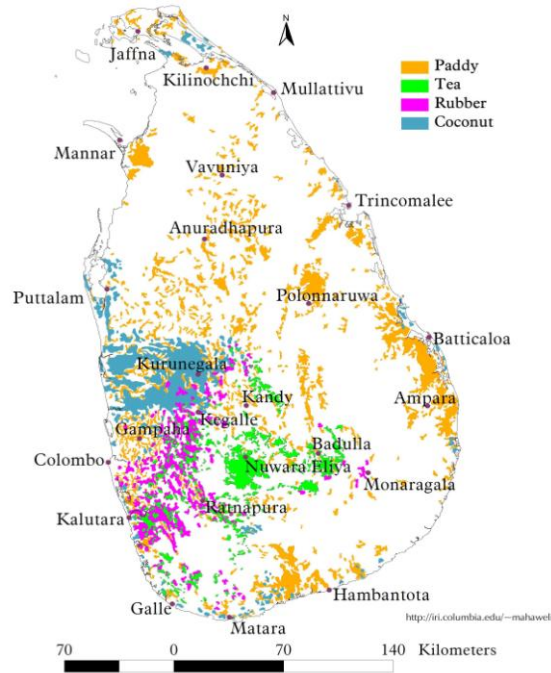 N
Jaffna
Kilinochchi
Mullattivu
Paddy
Tea
Rubber
Coconut
Mannar
Vavuniya
Trincomalee
Anuradhapura
Puttalam
Polonnaruwa
Batticaloa
Kurunegala
Kandy
Ampara
Kegalle
Gampaha
Badulla
Colombo
Nuwara Eliya
Monaragala
Ratnapura
Kalutara
Hambantota
Galle
http://iri.columbia.edu/~mahaweli
Matara
70 0 70 140 Kilometers